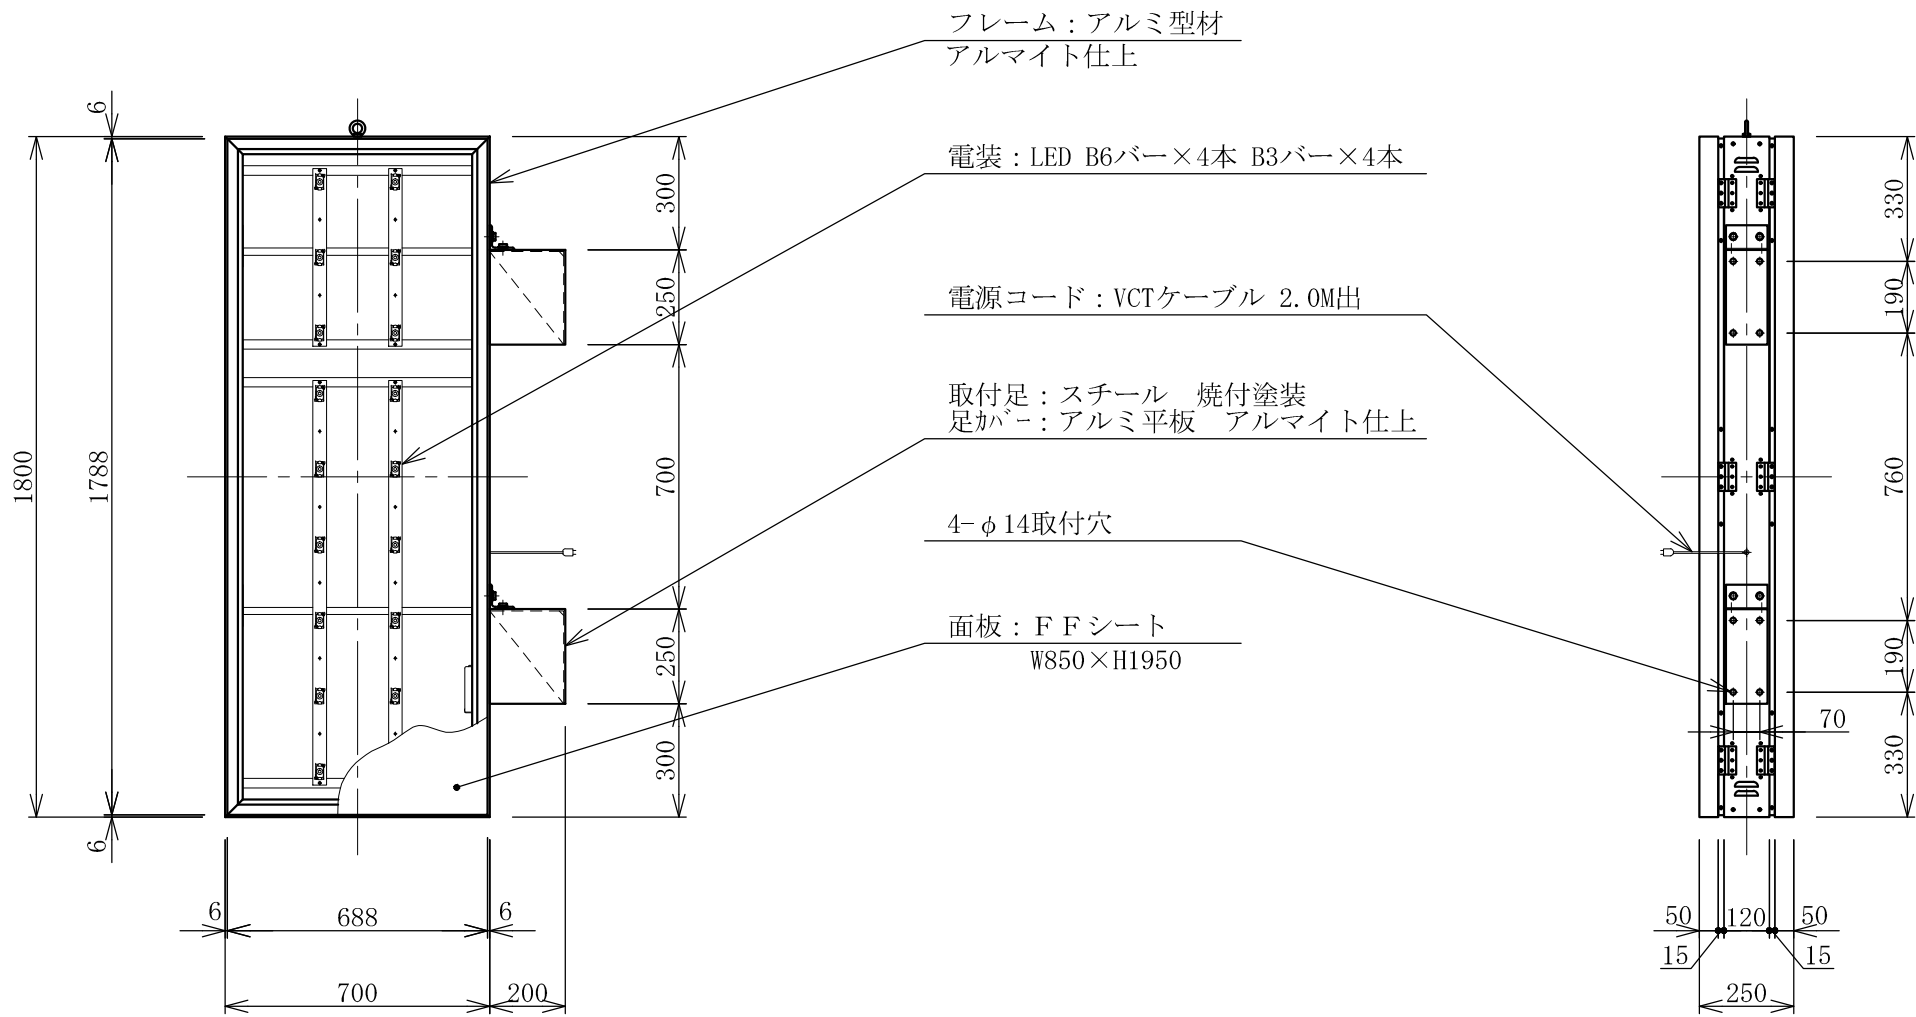 フレーム：アルミ型材
アルマイト仕上
電装：LED B6バー×4本 B3バー×4本
電源コード：VCTケーブル 2.0M出
取付足：スチール　焼付塗装
足ｶﾊﾞｰ：アルミ平板　アルマイト仕上
4-φ14取付穴
面板：ＦＦシート
W850×H1950
6
1800
1788
6
300
250
700
250
300
6
688
6
700
200
330
190
760
190
70
330
50
120
50
15
15
250